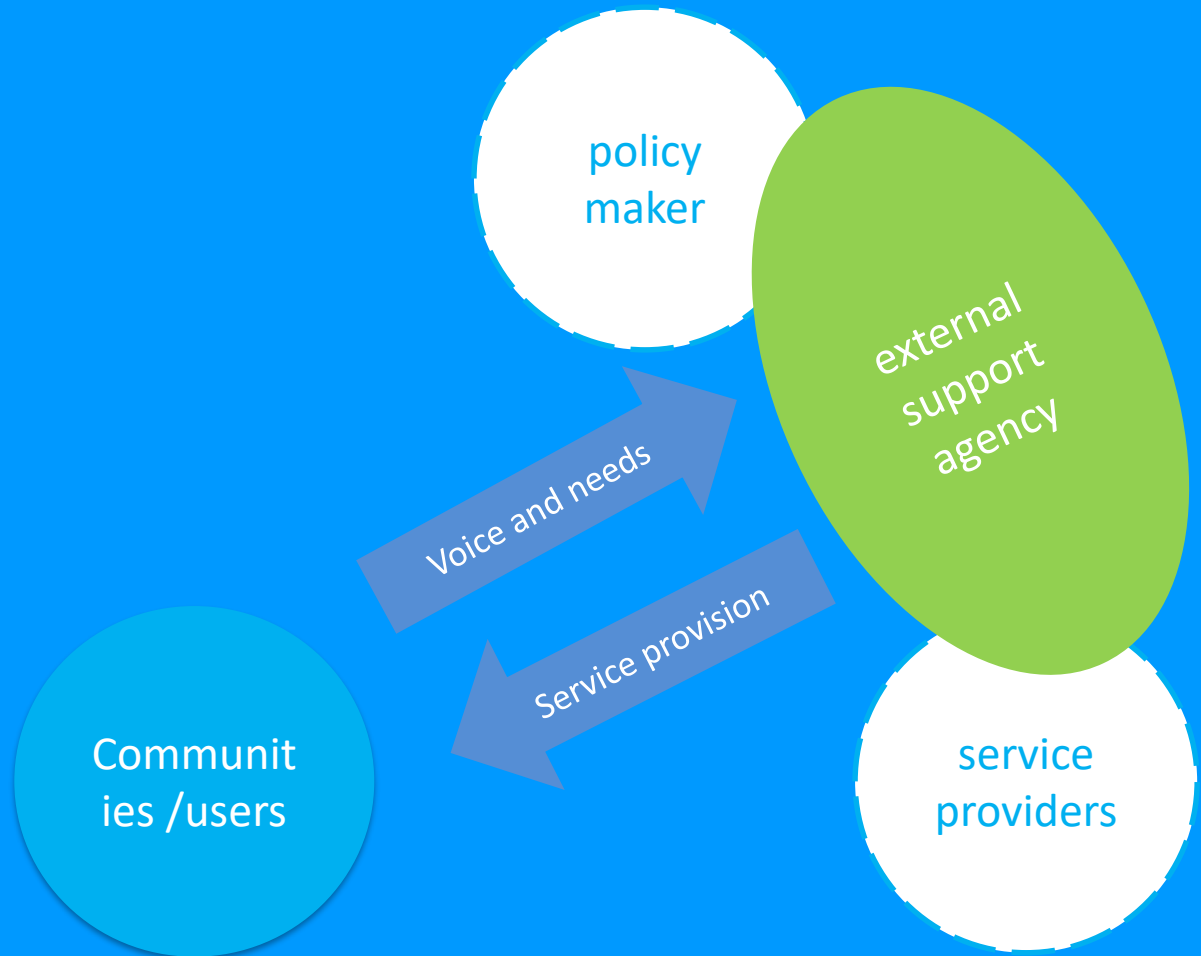 policy
maker
external
support
agency
Voice and needs
Service provision
Communit
ies /users
service
providers